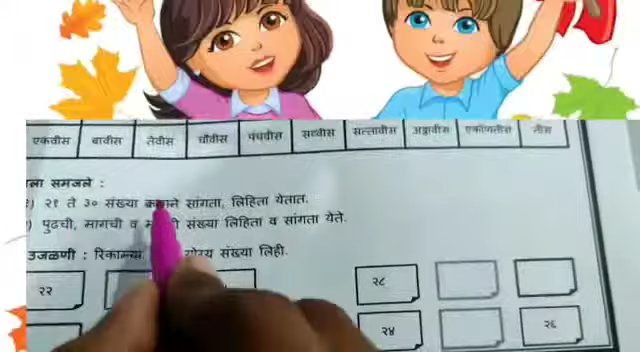 एकवीस बावीस तेवीस चोवीस पंचवीस सव्वीस सत्तावीस अठ्ठावीस एकोणतीस तीस
ला समजले :
२१ ते ३० संख्या क्रमाने सांगता, लिहिता येतात.
पुढची, मागची व संख्या लिहिता व सांगता येते.
उजळणी : रिकाम्या योग्य संख्या लिही.
२२ २८
२४ २६